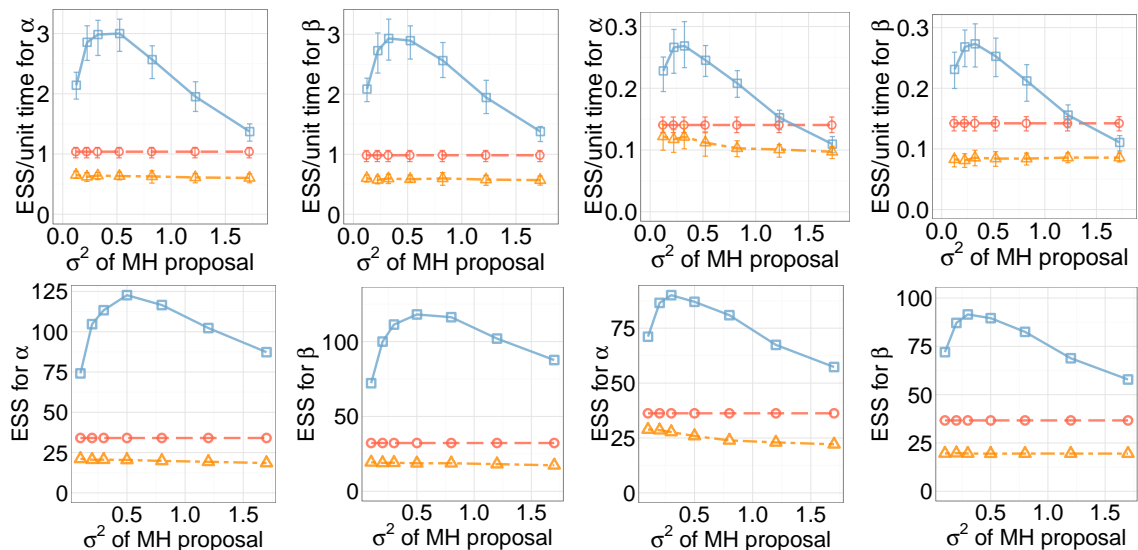 ESS/unit time for α
3
2
1
0
0.0 0.5 1.0 1.5
σ² of MH proposal
ESS/unit time for β
3
2
1
0
0.0 0.5 1.0 1.5
σ² of MH proposal
ESS/unit time for α
0.3
0.2
0.1
0.0
0.0 0.5 1.0 1.5
σ² of MH proposal
ESS/unit time for β
0.3
0.2
0.1
0.0
0.0 0.5 1.0 1.5
σ² of MH proposal
ESS for α
125
100
75
50
25
0
0.5 1.0 1.5
σ² of MH proposal
ESS for β
100
50
0
0.5 1.0 1.5
σ² of MH proposal
ESS for α
75
50
25
0
0.5 1.0 1.5
σ² of MH proposal
ESS for β
100
75
50
25
0
0.5 1.0 1.5
σ² of MH proposal